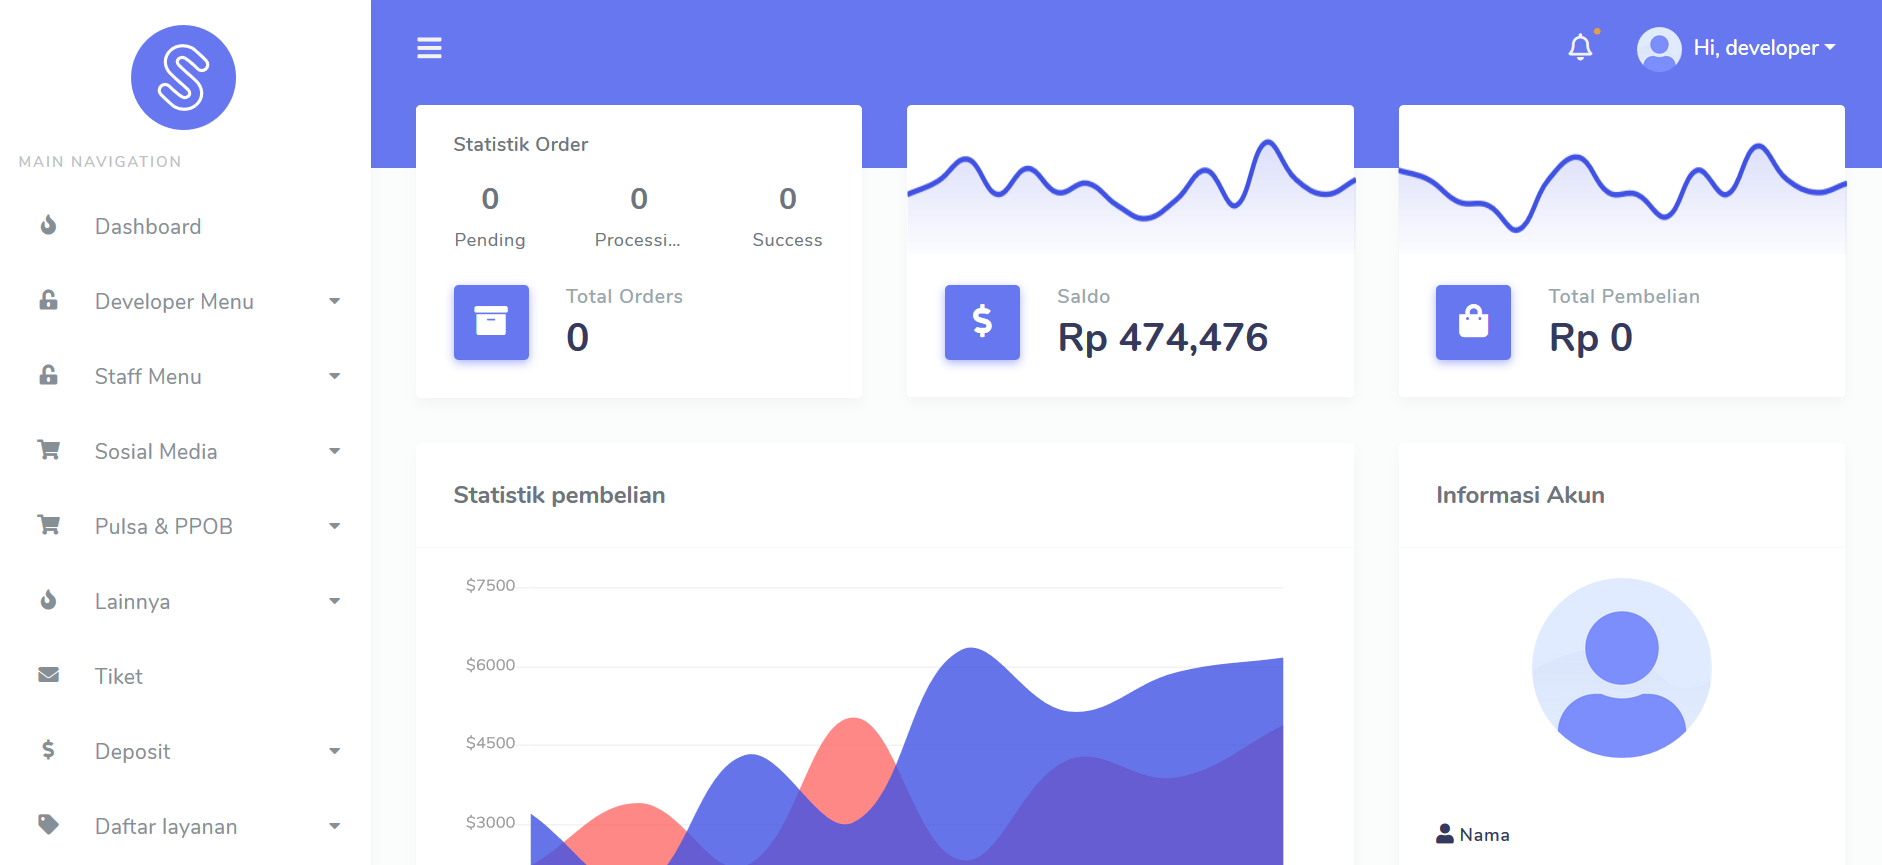 MAIN NAVIGATION
Dashboard
Developer Menu
Staff Menu
Sosial Media
Pulsa & PPOB
Lainnya
Tiket
Deposit
Daftar layanan
Hi, developer
Statistik Order
0
Pending
0
Processi...
0
Success
Total Orders
0
Saldo
Rp 474,476
Total Pembelian
Rp 0
Statistik pembelian
$7500
$6000
$4500
$3000
Informasi Akun
Nama